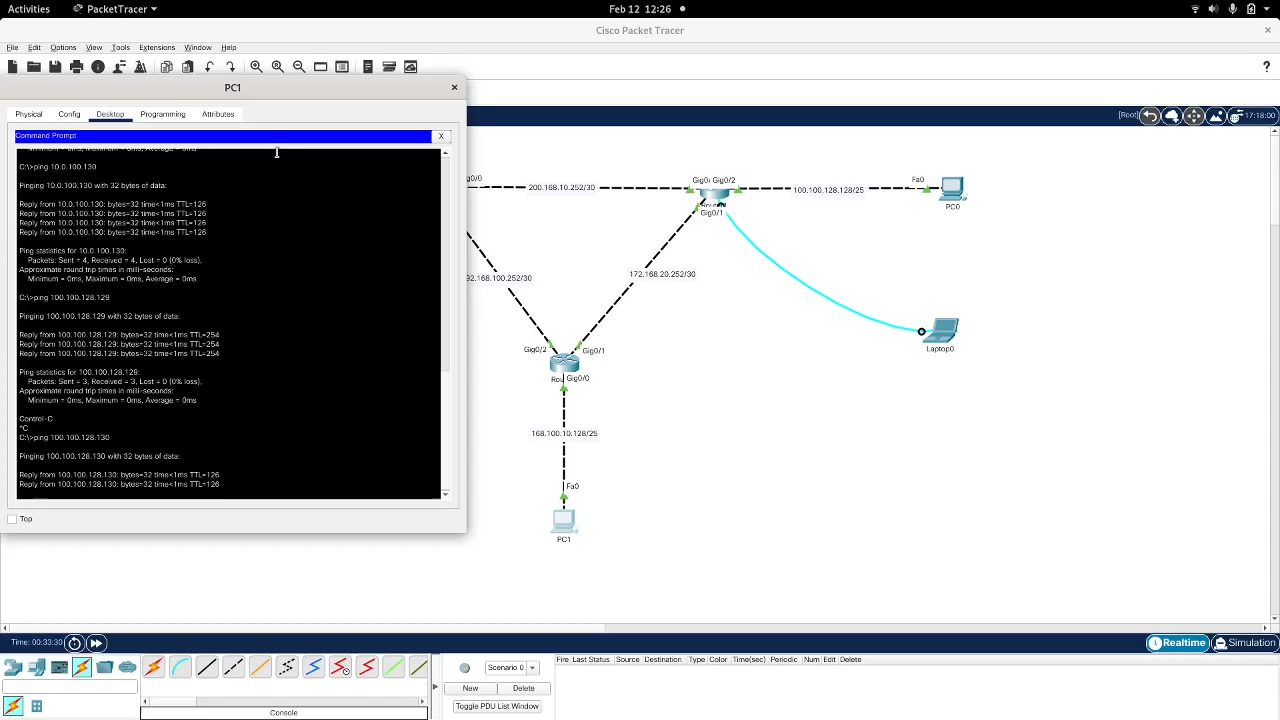 Activities
PacketTracer
Feb 12 12:26
Cisco Packet Tracer
File Edit Options View Tools Extensions Window Help
PC1
Physical Config Desktop Programming Attributes
Command Prompt
X
C:\>ping 10.0.100.130
Pinging 10.0.100.130 with 32 bytes of data:
Reply from 10.0.100.130: bytes=32 time<1ms TTL=126
Reply from 10.0.100.130: bytes=32 time<1ms TTL=126
Reply from 10.0.100.130: bytes=32 time<1ms TTL=126
Reply from 10.0.100.130: bytes=32 time<1ms TTL=126
Ping statistics for 10.0.100.130:
Packets: Sent = 4, Received = 4, Lost = 0 (0% loss),
Approximate round trip times in milli-seconds:
Minimum = 0ms, Maximum = 0ms, Average = 0ms
C:\>ping 100.100.128.129
Pinging 100.100.128.129 with 32 bytes of data:
Reply from 100.100.128.129: bytes=32 time<1ms TTL=254
Reply from 100.100.128.129: bytes=32 time<1ms TTL=254
Reply from 100.100.128.129: bytes=32 time<1ms TTL=254
Ping statistics for 100.100.128.129:
Packets: Sent = 3, Received = 3, Lost = 0 (0% loss),
Approximate round trip times in milli-seconds:
Minimum = 0ms, Maximum = 0ms, Average = 0ms
Control-C
^C
C:\>ping 100.100.128.130
Pinging 100.100.128.130 with 32 bytes of data:
Reply from 100.100.128.130: bytes=32 time<1ms TTL=126
Reply from 100.100.128.130: bytes=32 time<1ms TTL=126
Top
[Root]
17:18:00
g0/0
200.168.10.252/30
Gig0/
Gig0/2
100.100.128.128/25
Fa0
PC0
Gig0/1
92.168.100.252/30
172.168.20.252/30
Laptop0
Gig0/2
Gig0/1
Rou
Gig0/0
168.100.10.128/25
Fa0
PC1
Time: 00:33:30
Realtime
Simulation
Scenario 0
New
Delete
Toggle PDU List Window
Console
Fire Last Status Source Destination Type Color Time(sec) Periodic Num Edit Delete